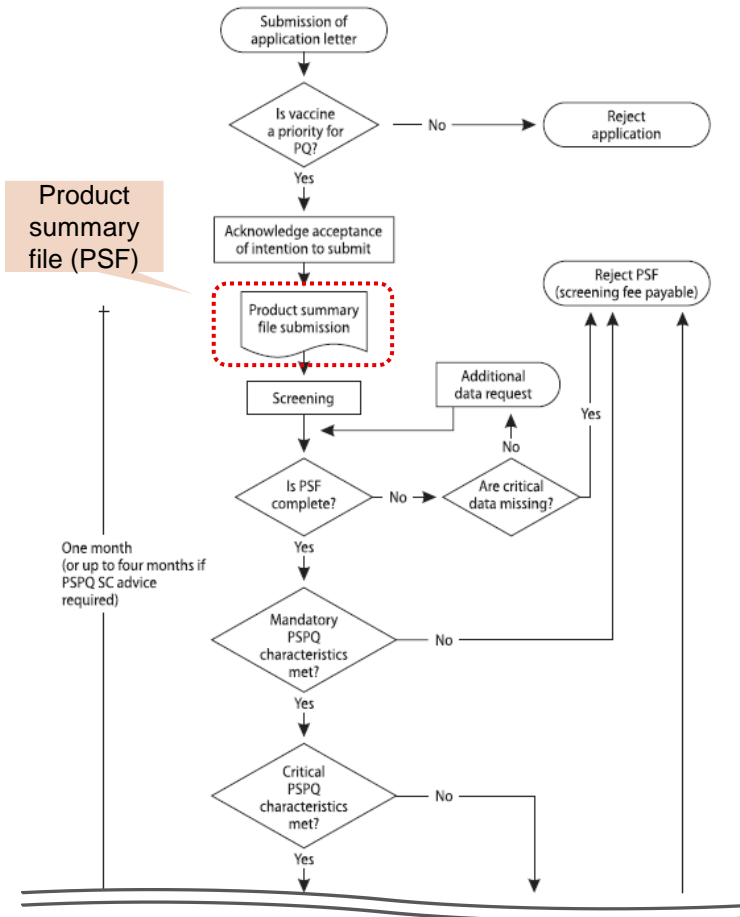 Submission of
application letter
Is vaccine
a priority for
PQ?
No
Reject
application
Yes
Product
summary
file (PSF)
Acknowledge acceptance
of intention to submit
Reject PSF
(screening fee payable)
Product summary
file submission
Additional
data request
Screening
Yes
No
Is PSF
complete?
No
Are critical
data missing?
One month
(or up to four months if
PSPQ SC advice
required)
Yes
Mandatory
PSPQ
characteristics
met?
No
Yes
Critical
PSPQ
characteristics
met?
No
Yes